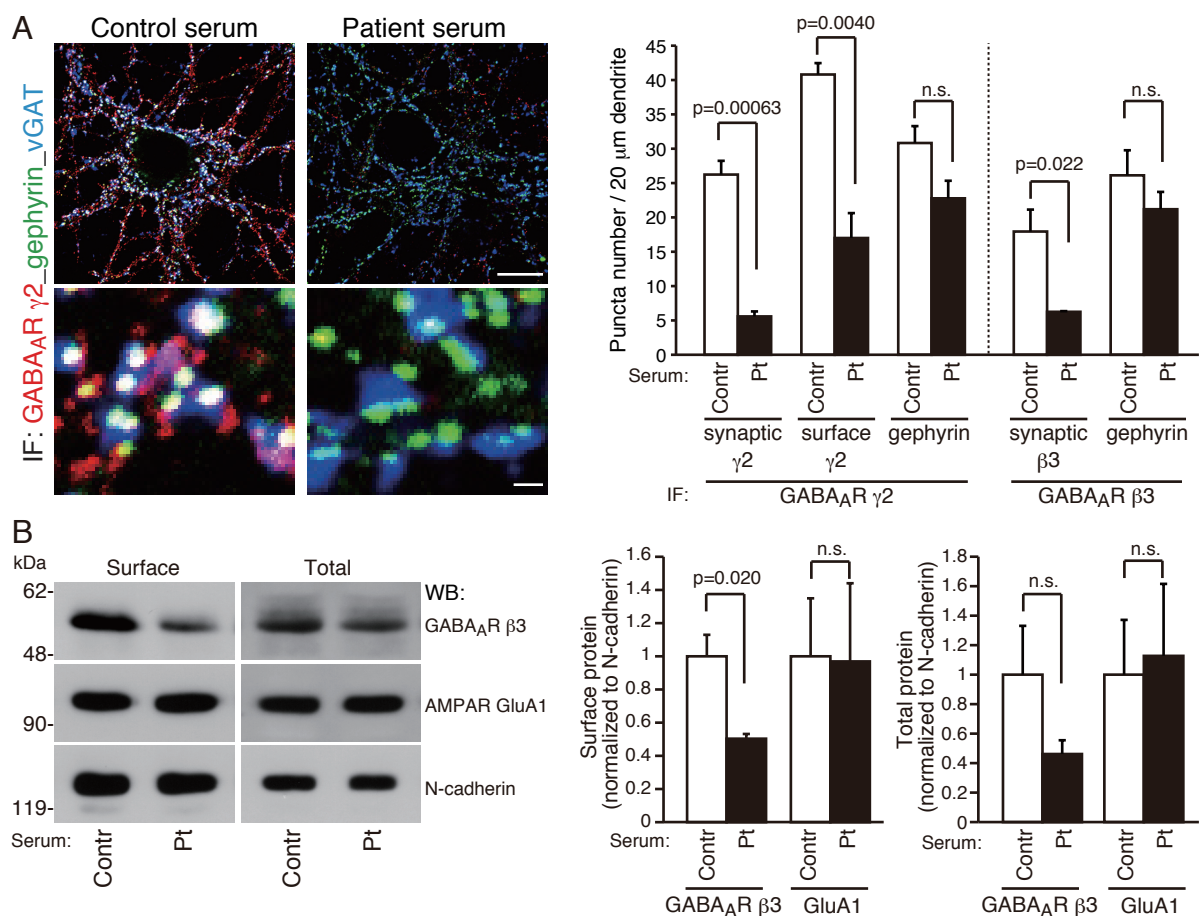 A
Control serum
Patient serum
IF: GABAAR γ2_gephyrin_vGAT
Puncta number / 20 μm dendrite
45
40
35
30
25
20
15
10
5
0
p=0.00063
p=0.0040
n.s.
p=0.022
n.s.
Serum: Contr Pt Contr Pt Contr Pt Contr Pt Contr Pt
synaptic γ2
surface γ2
gephyrin
synaptic β3
gephyrin
IF: GABAAR γ2 GABAAR β3
B
kDa
Surface Total
62-
48-
90-
119-
WB:
GABAAR β3
AMPAR GluA1
N-cadherin
Serum: Contr Pt Contr Pt
Surface protein
(normalized to N-cadherin)
1.6
1.4
1.2
1
0.8
0.6
0.4
0.2
0
p=0.020
n.s.
Serum: Contr Pt Contr Pt
GABAAR β3 GluA1
Total protein
(normalized to N-cadherin)
1.8
1.6
1.4
1.2
1
0.8
0.6
0.4
0.2
0
n.s.
n.s.
Serum: Contr Pt Contr Pt
GABAAR β3 GluA1